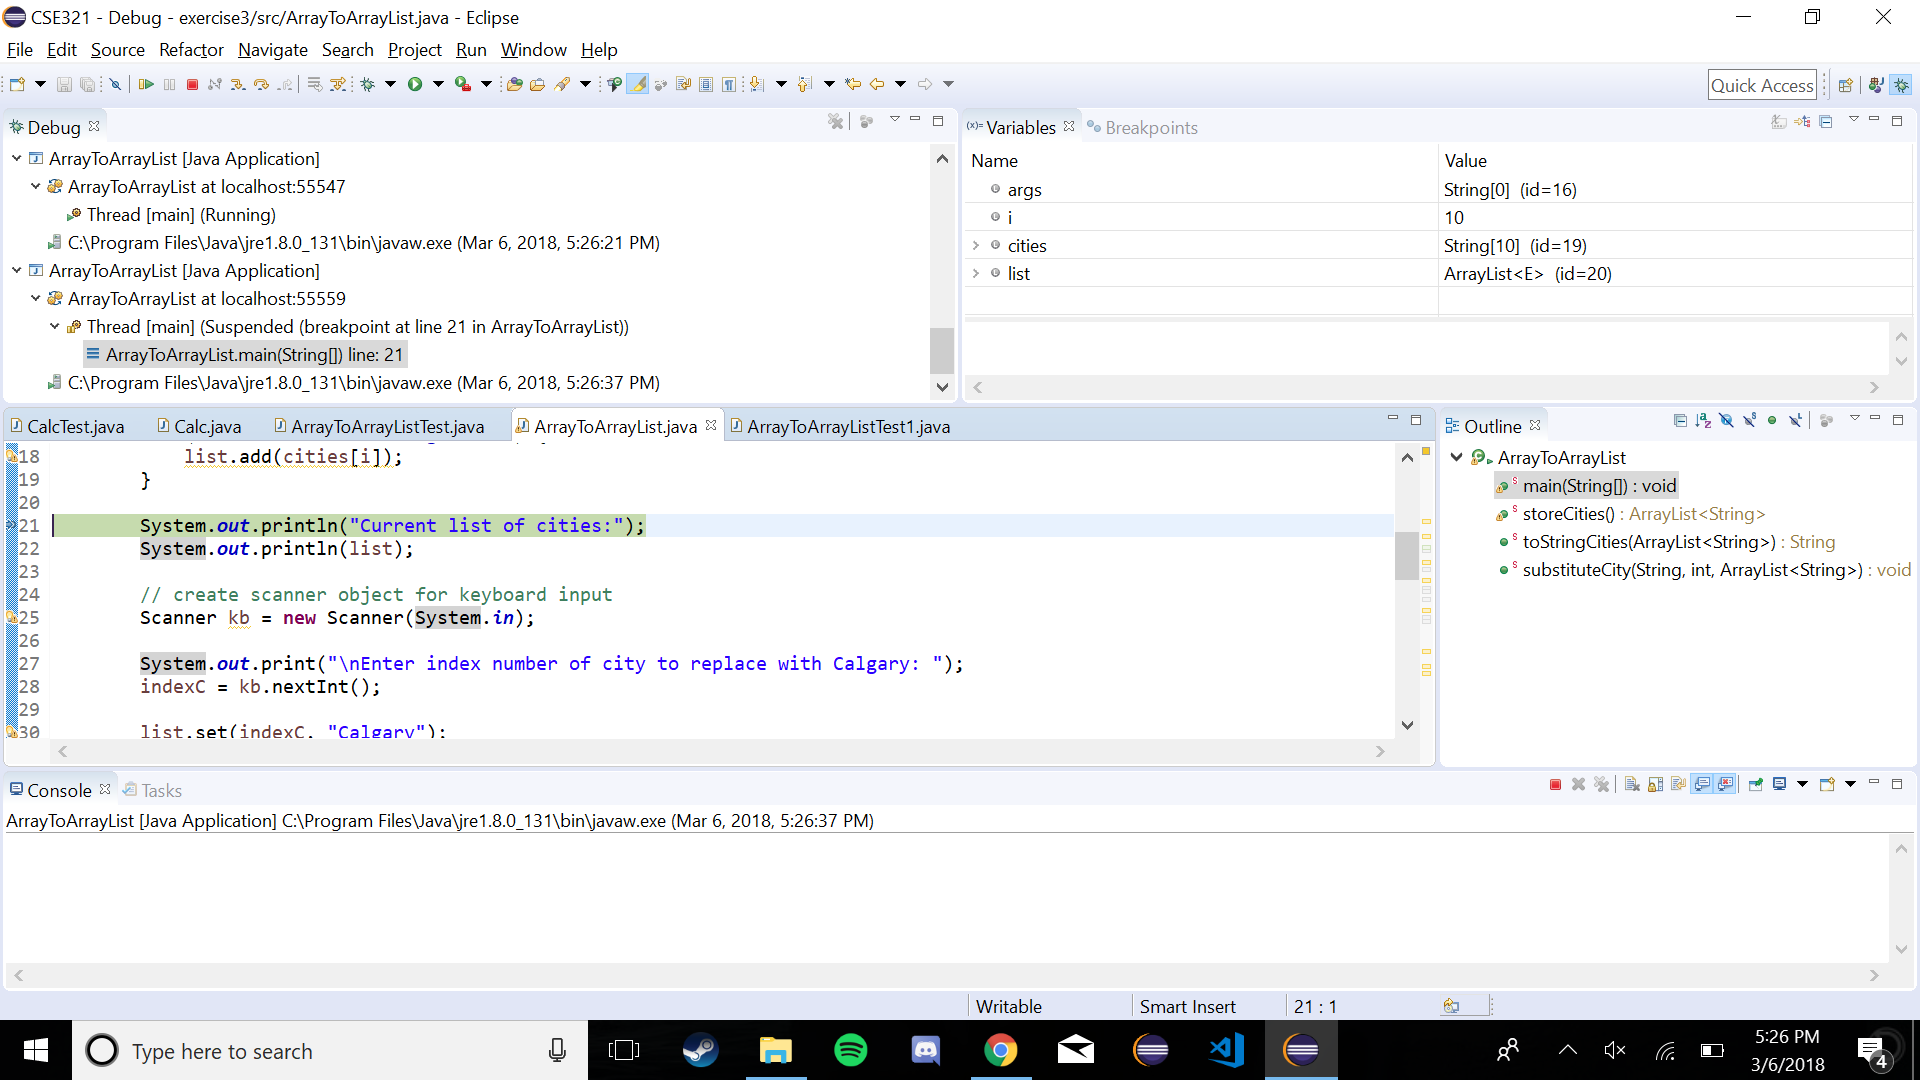 CSE321 - Debug - exercise3/src/ArrayToArrayList.java - Eclipse
File Edit Source Refactor Navigate Search Project Run Window Help
Quick Access
Debug
ArrayToArrayList [Java Application]
ArrayToArrayList at localhost:55547
Thread [main] (Running)
C:\Program Files\Java\jre1.8.0_131\bin\javaw.exe (Mar 6, 2018, 5:26:21 PM)
ArrayToArrayList [Java Application]
ArrayToArrayList at localhost:55559
Thread [main] (Suspended (breakpoint at line 21 in ArrayToArrayList))
ArrayToArrayList.main(String[]) line: 21
C:\Program Files\Java\jre1.8.0_131\bin\javaw.exe (Mar 6, 2018, 5:26:37 PM)
(x)= Variables Breakpoints
Name Value
args String[0] (id=16)
i 10
cities String[10] (id=19)
list ArrayList<E> (id=20)
CalcTest.java Calc.java ArrayToArrayListTest.java ArrayToArrayList.java ArrayToArrayListTest1.java
18 list.add(cities[i]);
19 }
20
21 System.out.println("Current list of cities:");
22 System.out.println(list);
23
24 // create scanner object for keyboard input
25 Scanner kb = new Scanner(System.in);
26
27 System.out.print("\nEnter index number of city to replace with Calgary: ");
28 indexC = kb.nextInt();
29
30 list.set(indexC, "Calgary");
Outline
ArrayToArrayList
main(String[]) : void
storeCities() : ArrayList<String>
toStringCities(ArrayList<String>) : String
substituteCity(String, int, ArrayList<String>) : void
Console Tasks
ArrayToArrayList [Java Application] C:\Program Files\Java\jre1.8.0_131\bin\javaw.exe (Mar 6, 2018, 5:26:37 PM)
Writable Smart Insert 21 : 1
Type here to search
5:26 PM
3/6/2018
4